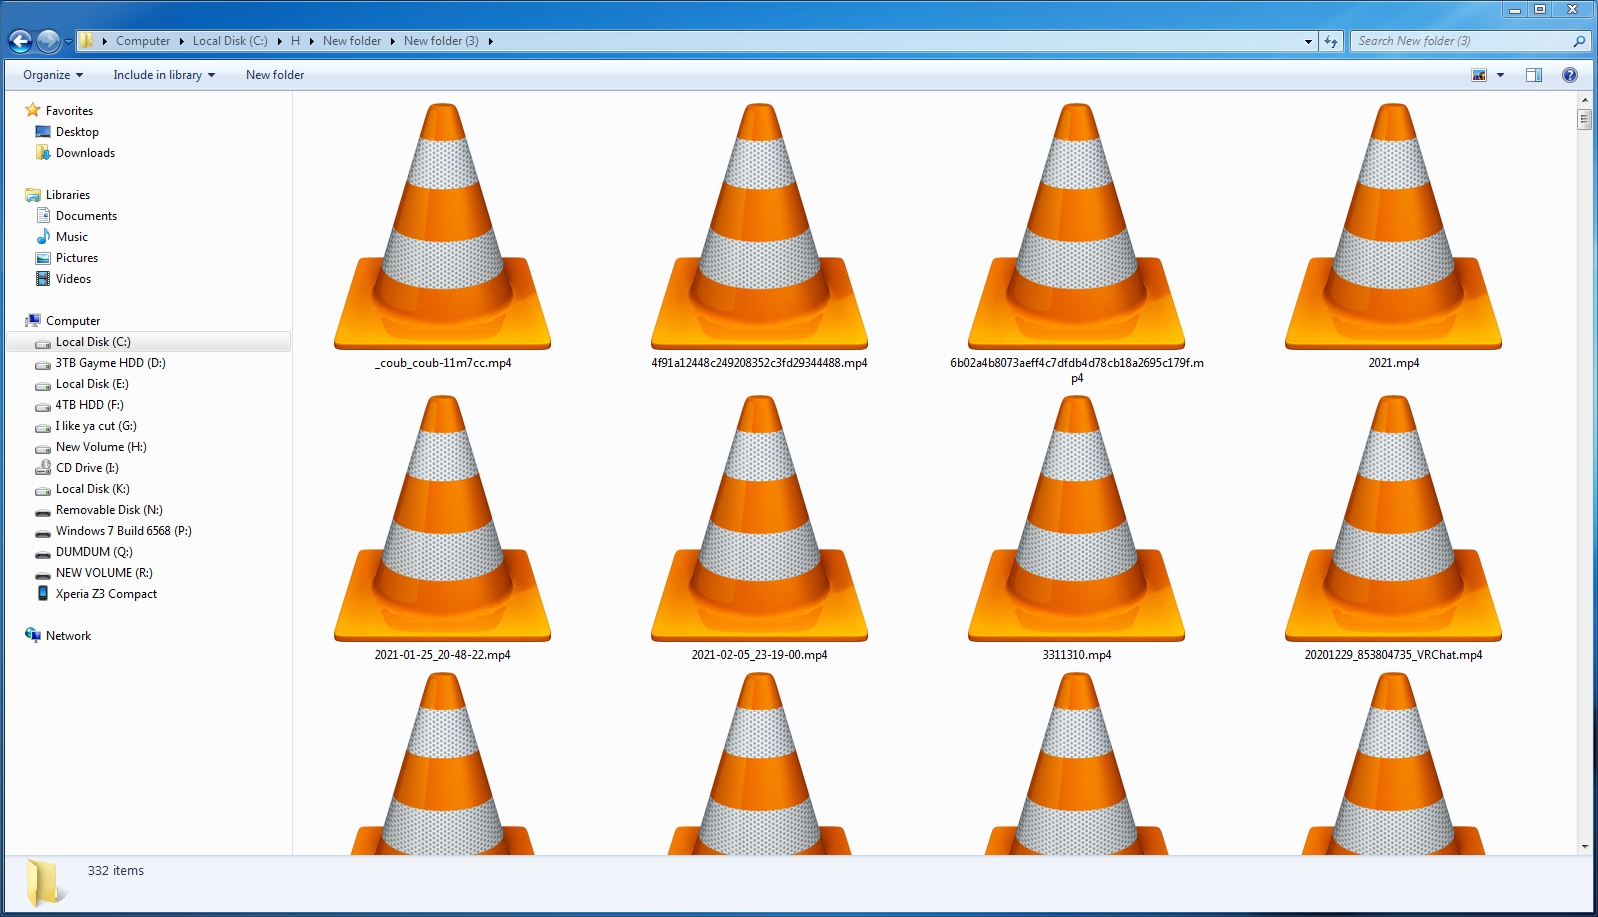 Computer Local Disk (C:) H New folder New folder (3)
Search New folder (3)
Organize Include in library New folder
Favorites
Desktop
Downloads
Libraries
Documents
Music
Pictures
Videos
Computer
Local Disk (C:)
3TB Gayme HDD (D:)
Local Disk (E:)
4TB HDD (F:)
I like ya cut (G:)
New Volume (H:)
CD Drive (I:)
Local Disk (K:)
Removable Disk (N:)
Windows 7 Build 6568 (P:)
DUMDUM (Q:)
NEW VOLUME (R:)
Xperia Z3 Compact
Network
_coub_coub-11m7cc.mp4
4f91a12448c249208352c3fd29344488.mp4
6b02a4b8073aeff4c7dfdb4d78cb18a2695c179f.m
p4
2021.mp4
2021-01-25_20-48-22.mp4
2021-02-05_23-19-00.mp4
3311310.mp4
20201229_853804735_VRChat.mp4
332 items